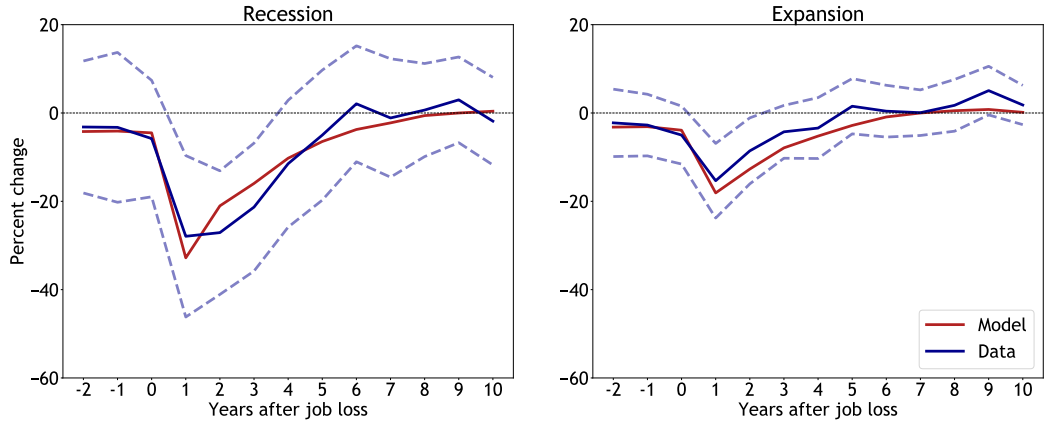 Recession
Percent change
20
0
−20
−40
−60
-2 -1 0 1 2 3 4 5 6 7 8 9 10
Years after job loss
Expansion
20
0
−20
−40
−60
-2 -1 0 1 2 3 4 5 6 7 8 9 10
Years after job loss
Model
Data